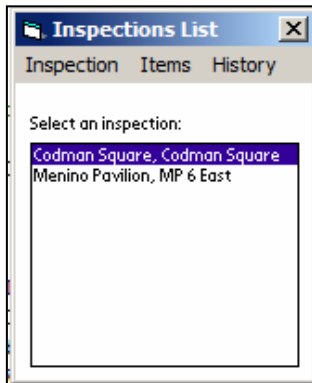 Inspections List
Inspection Items History
Select an inspection:
Codman Square, Codman Square
Menino Pavilion, MP 6 East